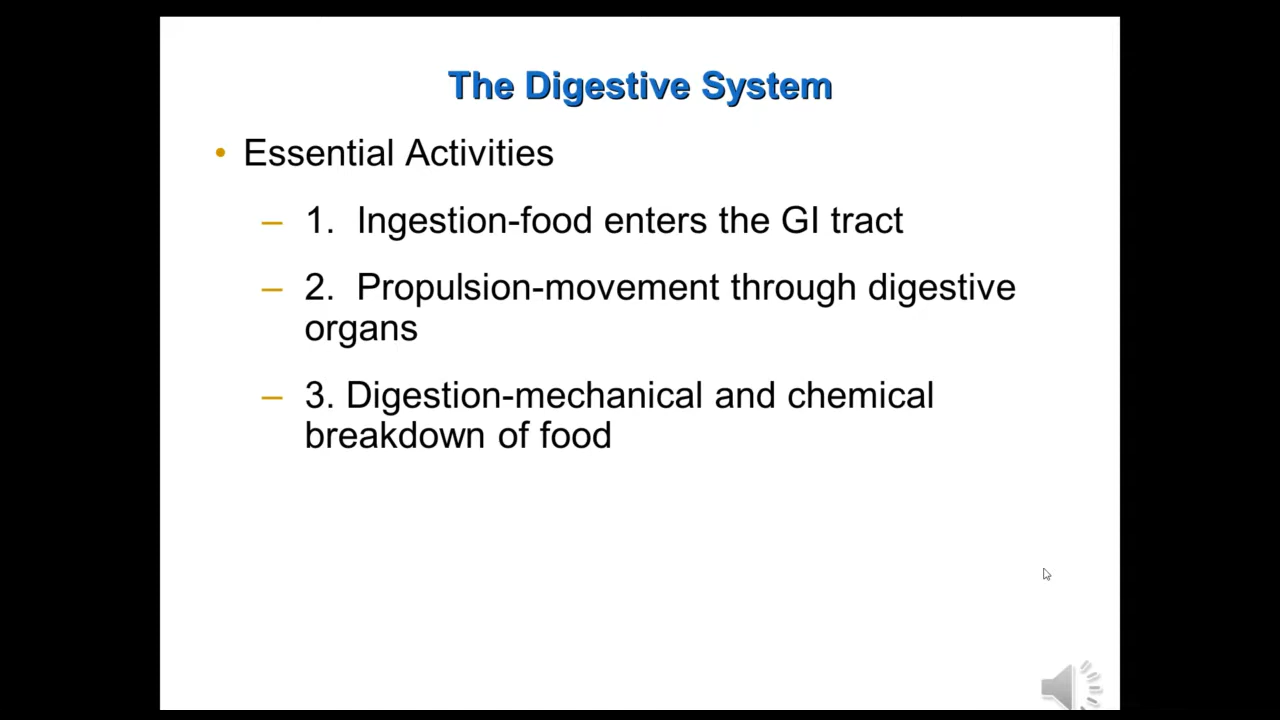 The Digestive System
• Essential Activities
– 1. Ingestion-food enters the GI tract
– 2. Propulsion-movement through digestive
organs
– 3. Digestion-mechanical and chemical
breakdown of food